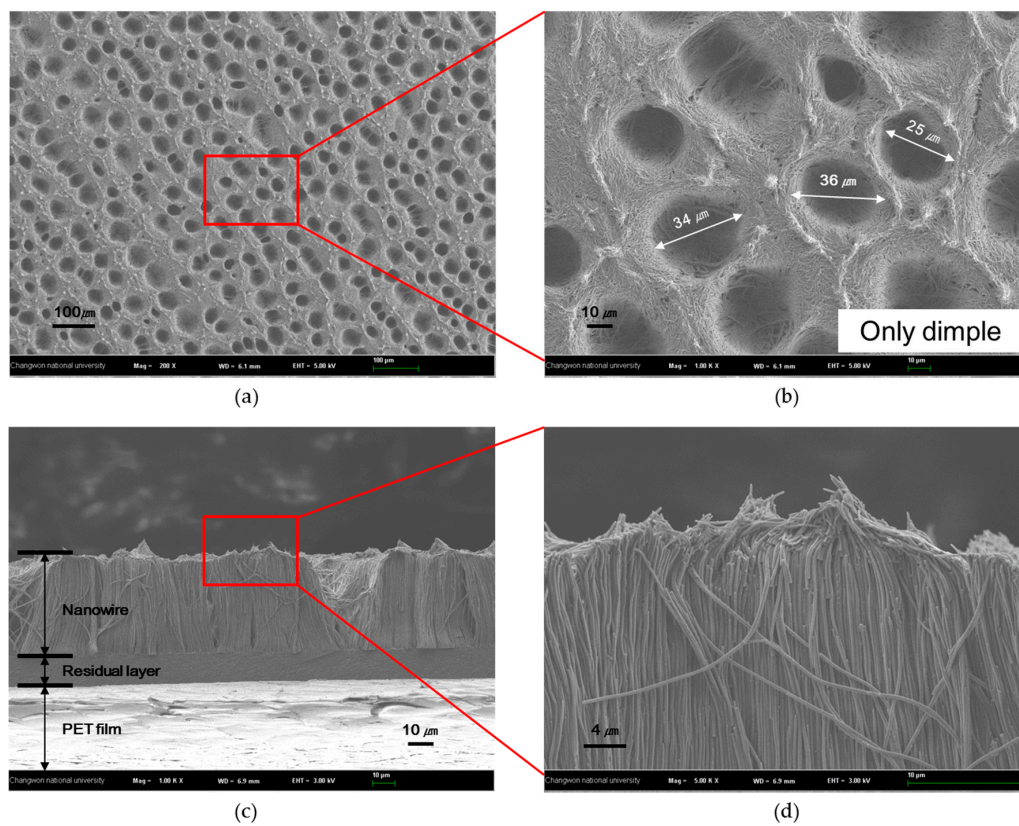 25 ㎛
36 ㎛
34 ㎛
100㎛
10 ㎛
Only dimple
Changwon national university Mag = 200 X WD = 6.1 mm EHT = 5.00 kV 100 µm
Changwon national university Mag = 1.00 K X WD = 6.1 mm EHT = 5.00 kV 10 µm
(a)
(b)
Nanowire
Residual layer
PET film
10 ㎛
4 ㎛
Changwon national university Mag = 1.00 K X WD = 6.9 mm EHT = 3.00 kV 10 µm
Changwon national university Mag = 5.00 K X WD = 6.9 mm EHT = 3.00 kV 10 µm
(c)
(d)